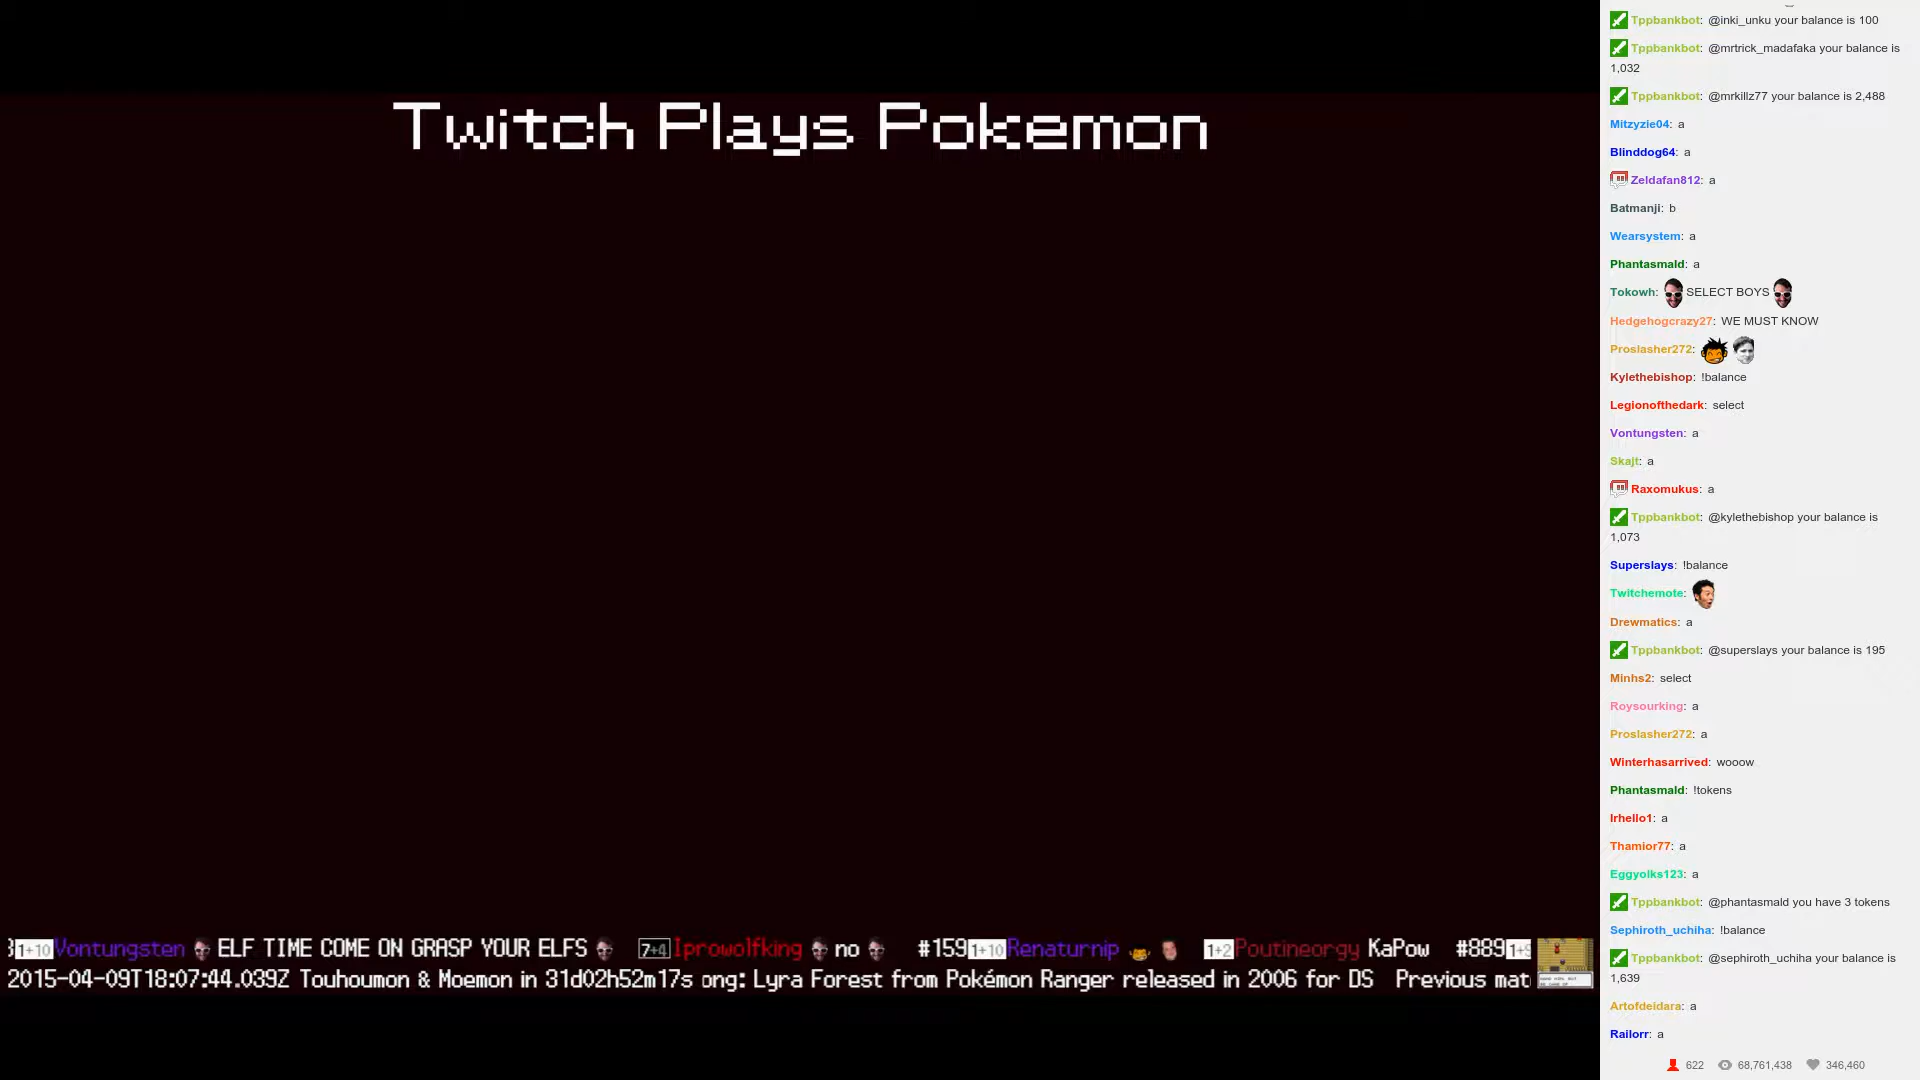 Twitch Plays Pokemon
1+10 Vontungsten ELF TIME COME ON GRASP YOUR ELFS 7+4 Iprowolfking no #159 1+10 Renaturnip 1+2 Poutineorgy KaPow #889
2015-04-09T18:07:44.039Z Touhoumon & Moemon in 31d02h52m17s ong: Lyra Forest from Pokémon Ranger released in 2006 for DS Previous mat
Tppbankbot: @inki_unku your balance is 100
Tppbankbot: @mrtrick_madafaka your balance is
1,032
Tppbankbot: @mrkillz77 your balance is 2,488
Mitzyzie04: a
Blinddog64: a
Zeldafan812: a
Batmanji: b
Wearsystem: a
Phantasmald: a
Tokowh: SELECT BOYS
Hedgehogcrazy27: WE MUST KNOW
Proslasher272:
Kylethebishop: !balance
Legionofthedark: select
Vontungsten: a
Skajt: a
Raxomukus: a
Tppbankbot: @kylethebishop your balance is
1,073
Superslays: !balance
Twitchemote:
Drewmatics: a
Tppbankbot: @superslays your balance is 195
Minhs2: select
Roysourking: a
Proslasher272: a
Winterhasarrived: wooow
Phantasmald: !tokens
Irhello1: a
Thamior77: a
Eggyolks123: a
Tppbankbot: @phantasmald you have 3 tokens
Sephiroth_uchiha: !balance
Tppbankbot: @sephiroth_uchiha your balance is
1,639
Artofdeidara: a
Railorr: a
622 68,761,438 346,460